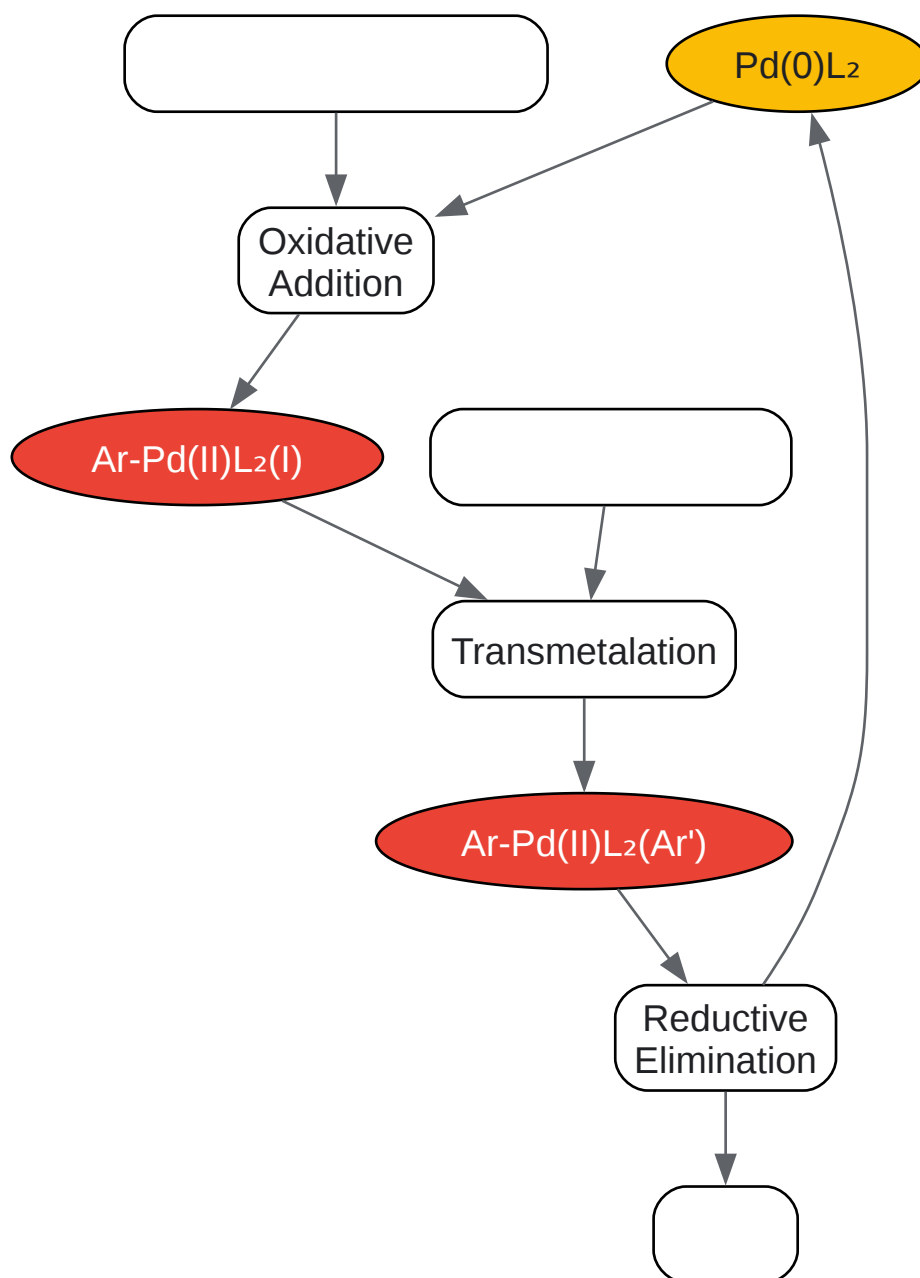 Pd(0)L₂
Oxidative
Addition
Ar-Pd(II)L₂(I)
Transmetalation
Ar-Pd(II)L₂(Ar')
Reductive
Elimination